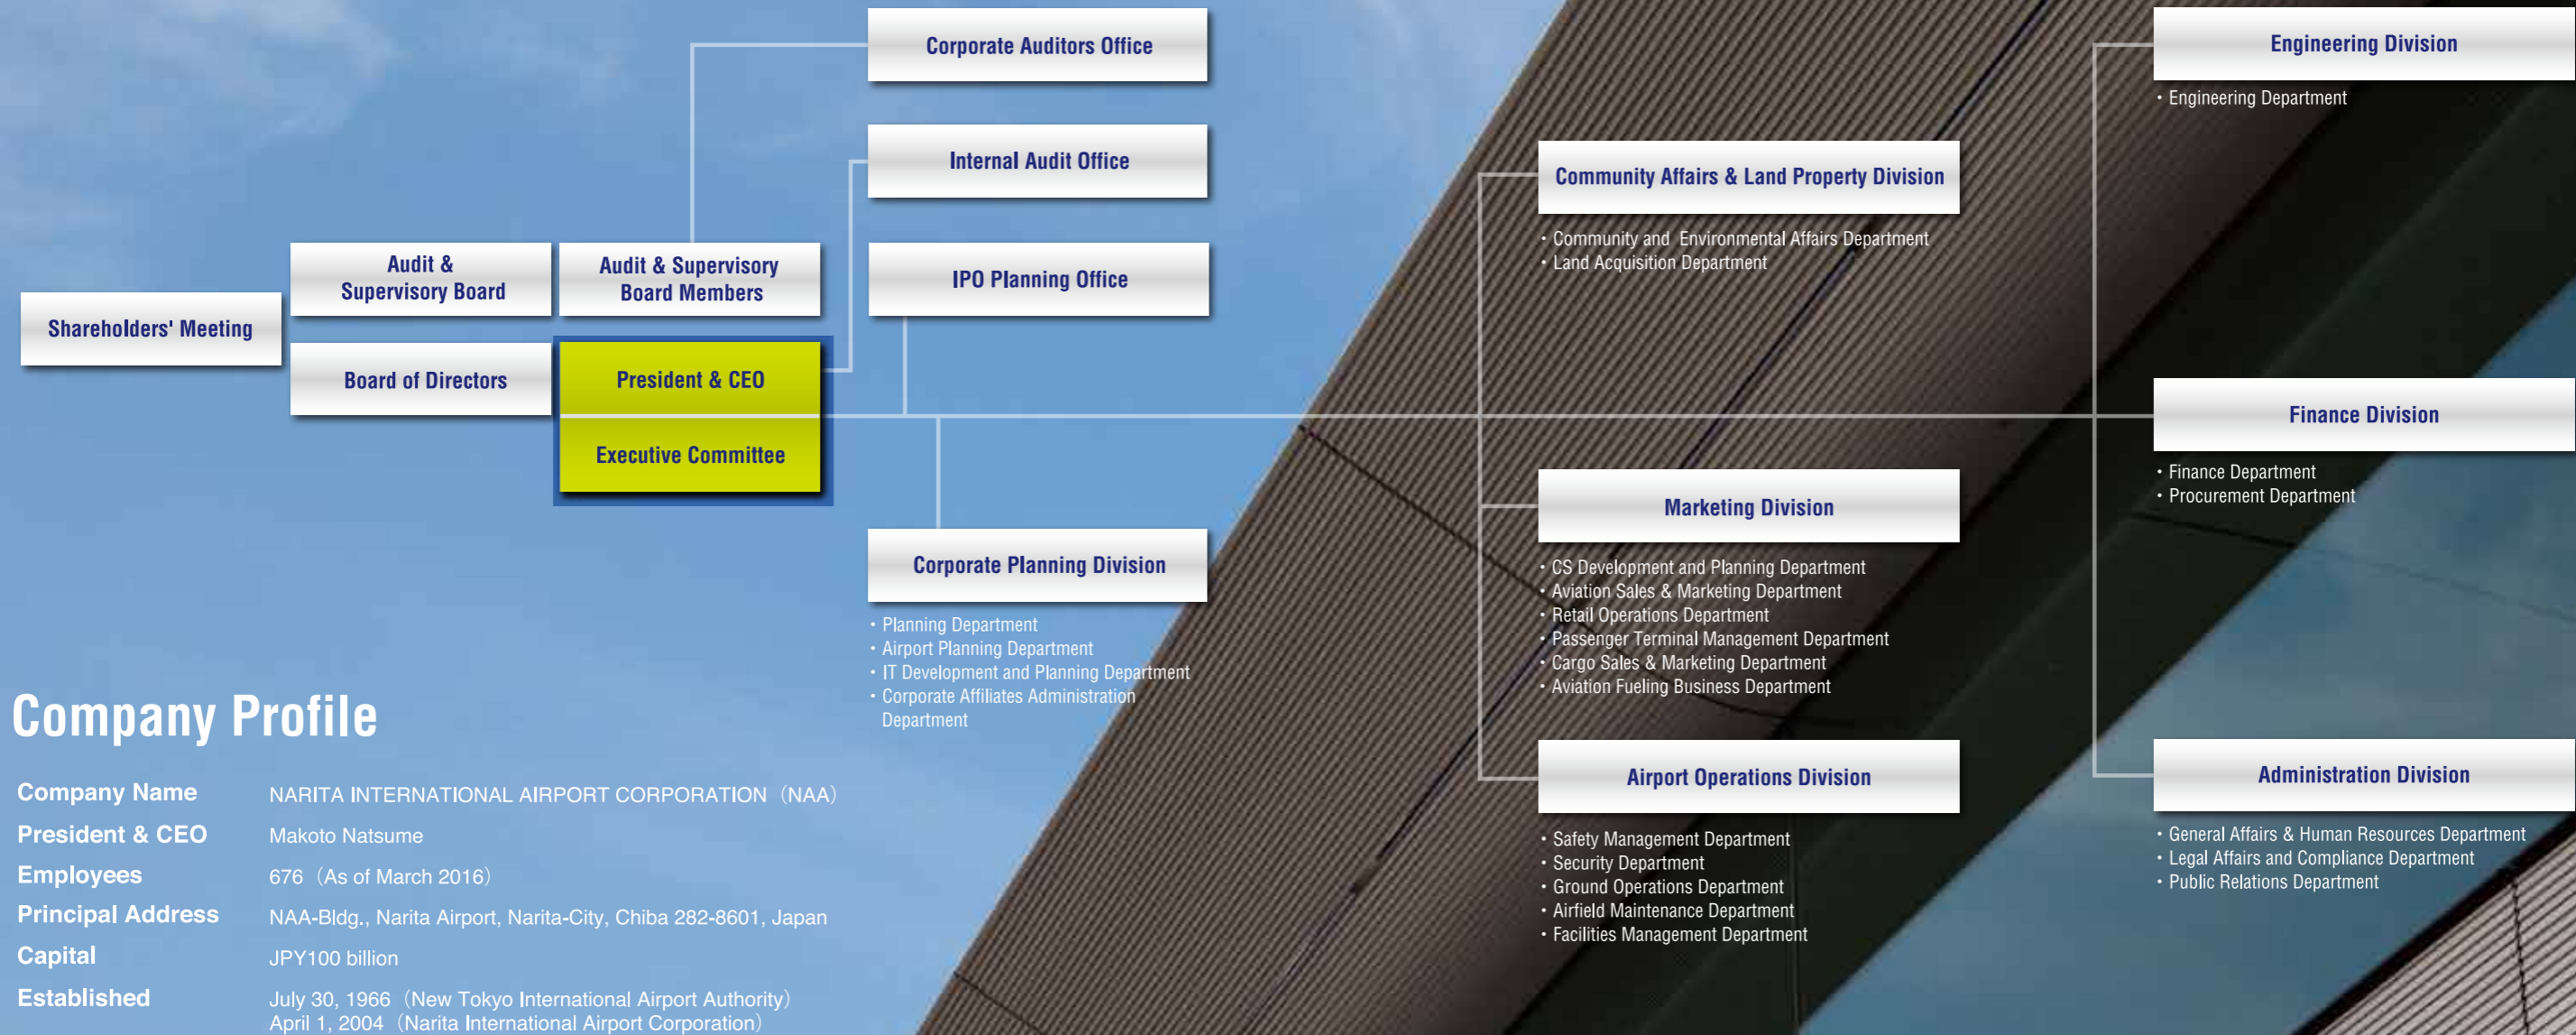 Corporate Auditors Office
Internal Audit Office
IPO Planning Office
Audit &
Supervisory Board
Audit & Supervisory
Board Members
Shareholders' Meeting
Board of Directors
President & CEO
Executive Committee
Corporate Planning Division
・Planning Department
・Airport Planning Department
・IT Development and Planning Department
・Corporate Affiliates Administration
Department
Community Affairs & Land Property Division
・Community and Environmental Affairs Department
・Land Acquisition Department
Marketing Division
・CS Development and Planning Department
・Aviation Sales & Marketing Department
・Retail Operations Department
・Passenger Terminal Management Department
・Cargo Sales & Marketing Department
・Aviation Fueling Business Department
Airport Operations Division
・Safety Management Department
・Security Department
・Ground Operations Department
・Airfield Maintenance Department
・Facilities Management Department
Engineering Division
・Engineering Department
Finance Division
・Finance Department
・Procurement Department
Administration Division
・General Affairs & Human Resources Department
・Legal Affairs and Compliance Department
・Public Relations Department
Company Profile
Company Name NARITA INTERNATIONAL AIRPORT CORPORATION（NAA）
President & CEO Makoto Natsume
Employees 676（As of March 2016）
Principal Address NAA-Bldg., Narita Airport, Narita-City, Chiba 282-8601, Japan
Capital JPY100 billion
Established July 30, 1966（New Tokyo International Airport Authority）
April 1, 2004（Narita International Airport Corporation）